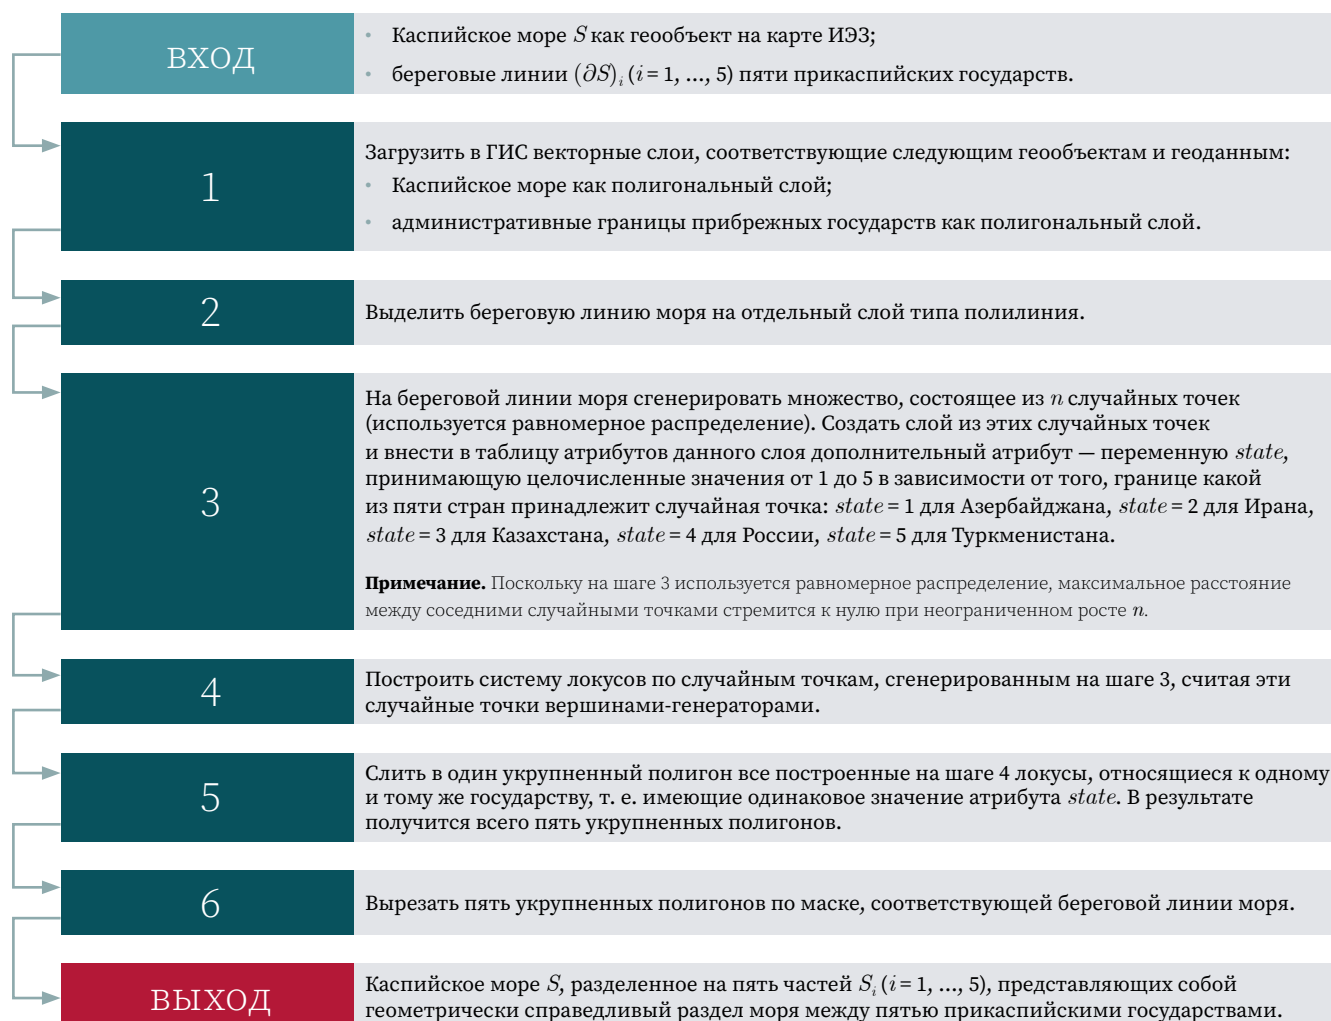 ВХОД
• Каспийское море S как геообъект на карте ИЭЗ;
• береговые линии (∂S)ᵢ (i = 1, ..., 5) пяти прикаспийских государств.
1
Загрузить в ГИС векторные слои, соответствующие следующим геообъектам и геоданным:
• Каспийское море как полигональный слой;
• административные границы прибрежных государств как полигональный слой.
2
Выделить береговую линию моря на отдельный слой типа полилиния.
3
На береговой линии моря сгенерировать множество, состоящее из n случайных точек
(используется равномерное распределение). Создать слой из этих случайных точек
и внести в таблицу атрибутов данного слоя дополнительный атрибут — переменную state,
принимающую целочисленные значения от 1 до 5 в зависимости от того, границе какой
из пяти стран принадлежит случайная точка: state = 1 для Азербайджана, state = 2 для Ирана,
state = 3 для Казахстана, state = 4 для России, state = 5 для Туркменистана.
Примечание. Поскольку на шаге 3 используется равномерное распределение, максимальное расстояние
между соседними случайными точками стремится к нулю при неограниченном росте n.
4
Построить систему локусов по случайным точкам, сгенерированным на шаге 3, считая эти
случайные точки вершинами-генераторами.
5
Слить в один укрупненный полигон все построенные на шаге 4 локусы, относящиеся к одному
и тому же государству, т. е. имеющие одинаковое значение атрибута state. В результате
получится всего пять укрупненных полигонов.
6
Вырезать пять укрупненных полигонов по маске, соответствующей береговой линии моря.
ВЫХОД
Каспийское море S, разделенное на пять частей Sᵢ (i = 1, ..., 5), представляющих собой
геометрически справедливый раздел моря между пятью прикаспийскими государствами.